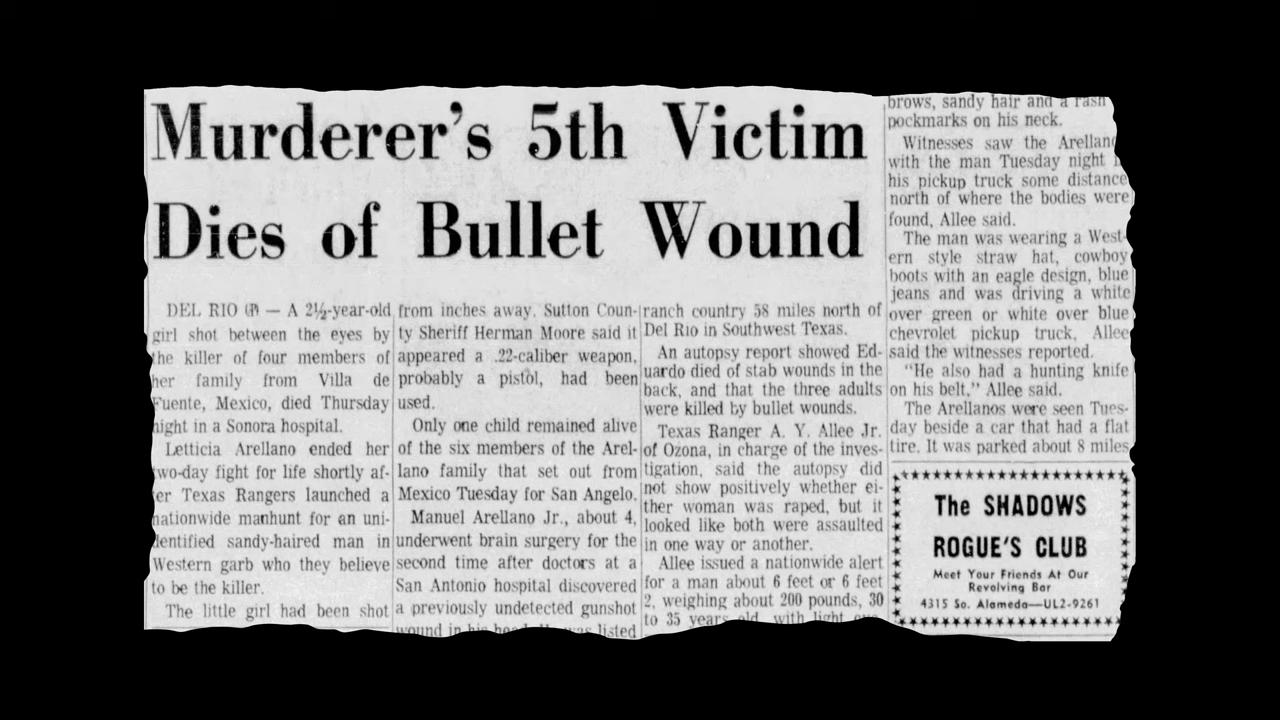 Murderer's 5th Victim
Dies of Bullet Wound
DEL RIO (AP) — A 2½-year-old
girl shot between the eyes by
the killer of four members of
her family from Villa de
Fuente, Mexico, died Thursday
night in a Sonora hospital.
Letticia Arellano ended her
two-day fight for life shortly af-
ter Texas Rangers launched a
nationwide manhunt for an uni-
dentified sandy-haired man in
Western garb who they believe
to be the killer.
The little girl had been shot
from inches away. Sutton Coun-
ty Sheriff Herman Moore said it
appeared a .22-caliber weapon,
probably a pistol, had been
used.
Only one child remained alive
of the six members of the Arel-
lano family that set out from
Mexico Tuesday for San Angelo.
Manuel Arellano Jr., about 4,
underwent brain surgery for the
second time after doctors at a
San Antonio hospital discovered
a previously undetected gunshot
wound in his head. He was listed
ranch country 58 miles north of
Del Rio in Southwest Texas.
An autopsy report showed Ed-
uardo died of stab wounds in the
back, and that the three adults
were killed by bullet wounds.
Texas Ranger A. Y. Allee Jr.
of Ozona, in charge of the inves-
tigation, said the autopsy did
not show positively whether ei-
ther woman was raped, but it
looked like both were assaulted
in one way or another.
Allee issued a nationwide alert
for a man about 6 feet or 6 feet
2, weighing about 200 pounds, 30
to 35 years old, with light
brows, sandy hair and a rash
pockmarks on his neck.
Witnesses saw the Arellano
with the man Tuesday night
his pickup truck some distance
north of where the bodies were
found, Allee said.
The man was wearing a West-
ern style straw hat, cowboy
boots with an eagle design, blue
jeans and was driving a white
over green or white over blue
chevrolet pickup truck, Allee
said the witnesses reported.
"He also had a hunting knife
on his belt," Allee said.
The Arellanos were seen Tues-
day beside a car that had a flat
tire. It was parked about 8 miles
The SHADOWS
ROGUE'S CLUB
Meet Your Friends At Our
Revolving Bar
4315 So. Alameda—UL2-9261